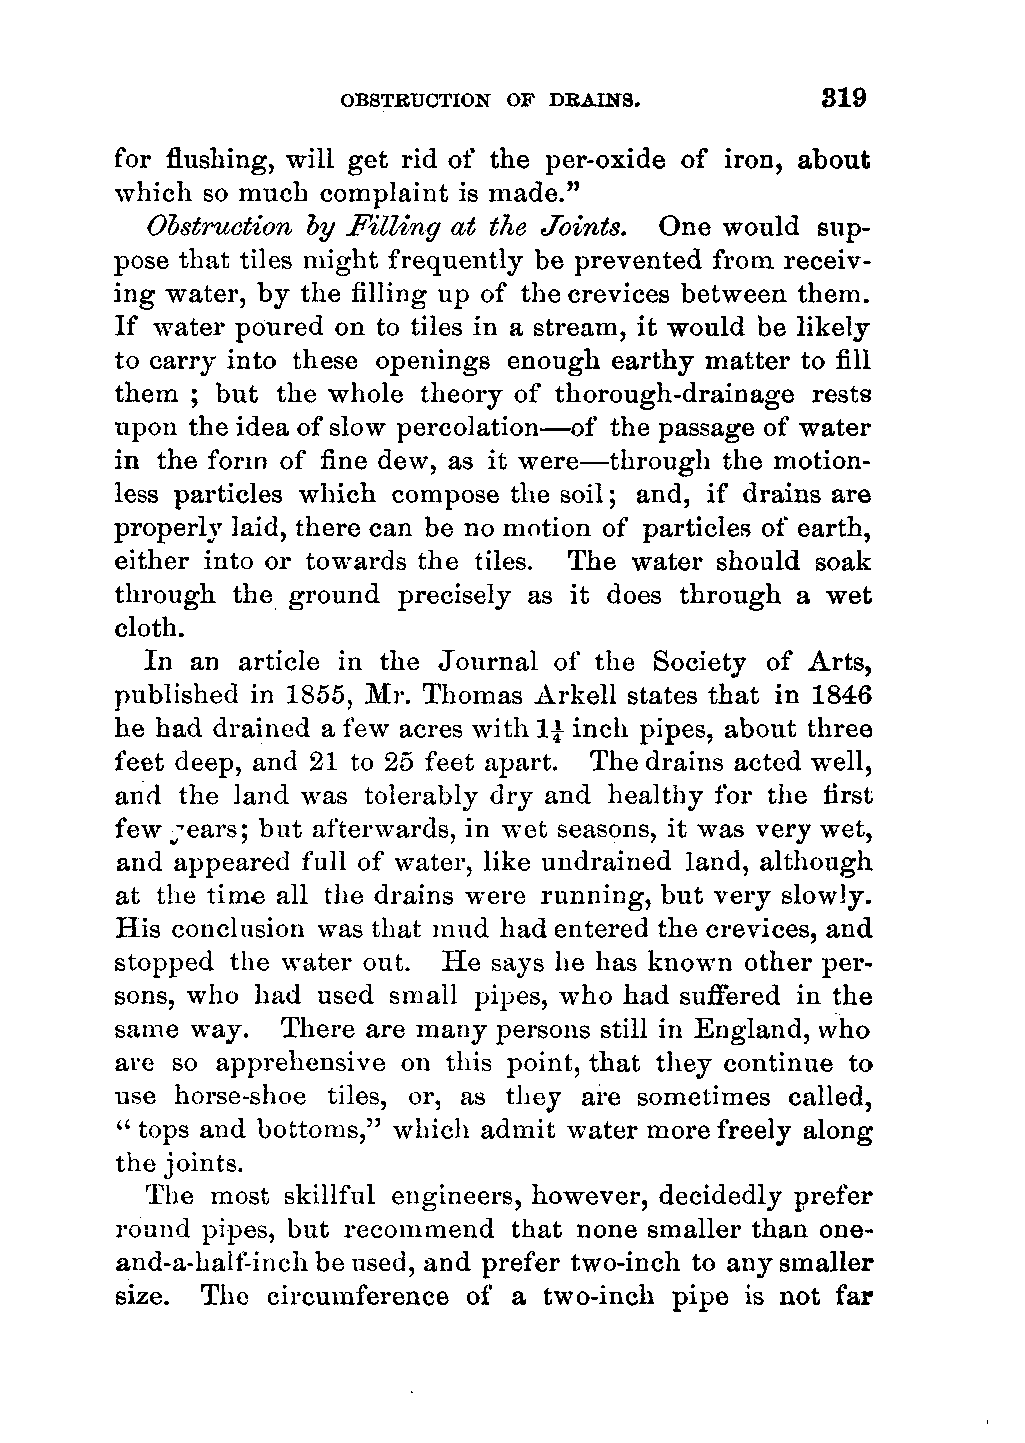 OBSTRUCTION OF DRAINS. 319
for flushing, will get rid of the per-oxide of iron, about
which so much complaint is made.”
Obstruction by Filling at the Joints. One would sup-
pose that tiles might frequently be prevented from receiv-
ing water, by the filling up of the crevices between them.
If water poured on to tiles in a stream, it would be likely
to carry into these openings enough earthy matter to fill
them ; but the whole theory of thorough-drainage rests
upon the idea of slow percolation—of the passage of water
in the form of fine dew, as it were—through the motion-
less particles which compose the soil; and, if drains are
properly laid, there can be no motion of particles of earth,
either into or towards the tiles. The water should soak
through the ground precisely as it does through a wet
cloth.
In an article in the Journal of the Society of Arts,
published in 1855, Mr. Thomas Arkell states that in 1846
he had drained a few acres with 1¼ inch pipes, about three
feet deep, and 21 to 25 feet apart. The drains acted well,
and the land was tolerably dry and healthy for the first
few years; but afterwards, in wet seasons, it was very wet,
and appeared full of water, like undrained land, although
at the time all the drains were running, but very slowly.
His conclusion was that mud had entered the crevices, and
stopped the water out. He says he has known other per-
sons, who had used small pipes, who had suffered in the
same way. There are many persons still in England, who
are so apprehensive on this point, that they continue to
use horse-shoe tiles, or, as they are sometimes called,
“ tops and bottoms,” which admit water more freely along
the joints.
The most skillful engineers, however, decidedly prefer
round pipes, but recommend that none smaller than one-
and-a-half-inch be used, and prefer two-inch to any smaller
size. The circumference of a two-inch pipe is not far